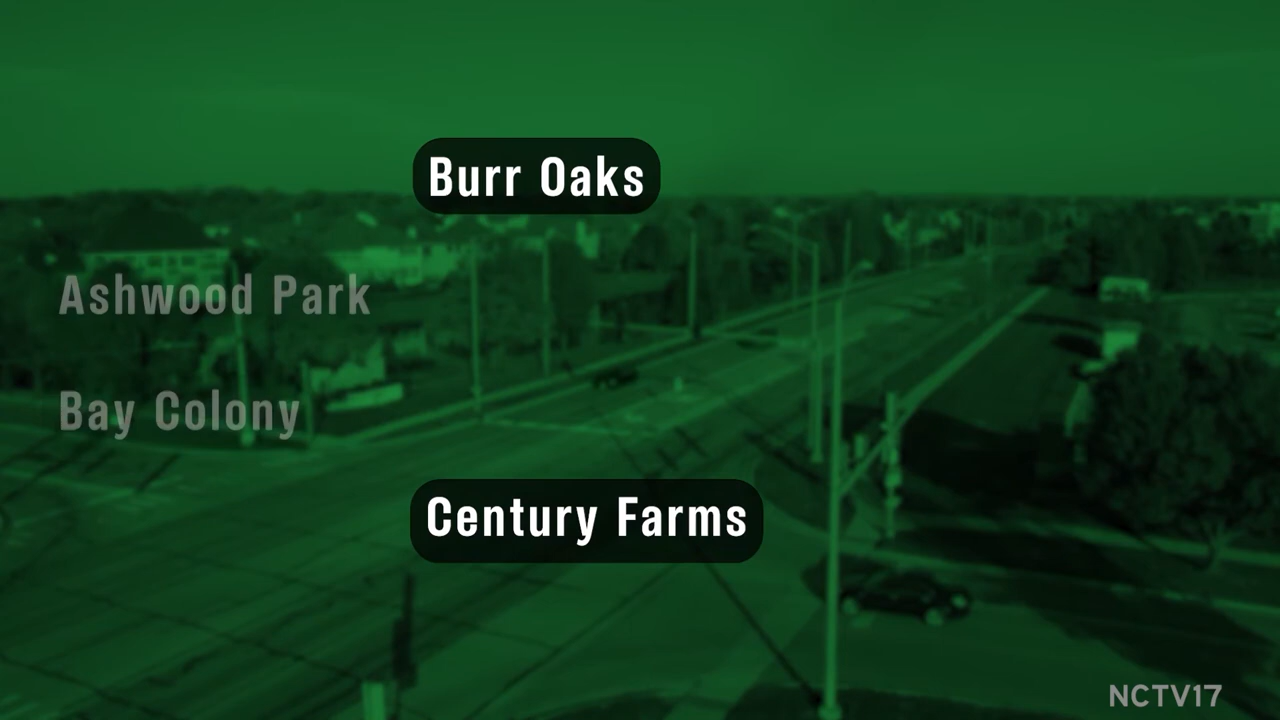 Burr Oaks
Ashwood Park
Bay Colony
Century Farms
NCTV17